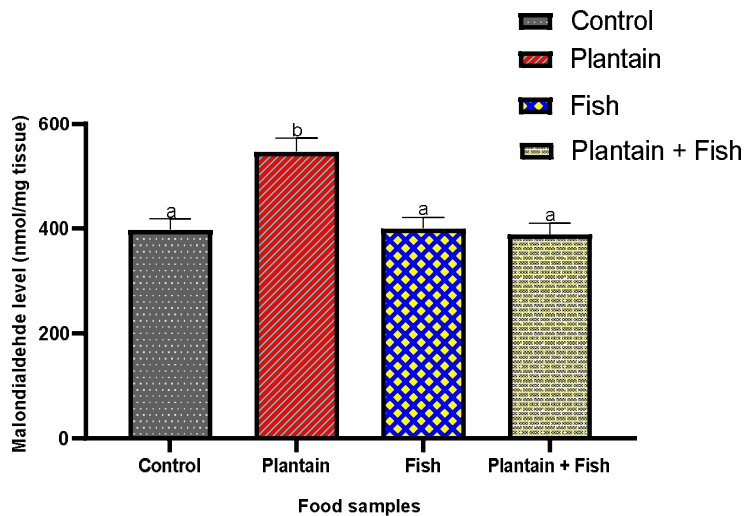 Control
Plantain
Fish
Plantain + Fish
Malondialdehde level (nmol/mg tissue)
600
400
200
0
a
b
a
a
Control Plantain Fish Plantain + Fish
Food samples